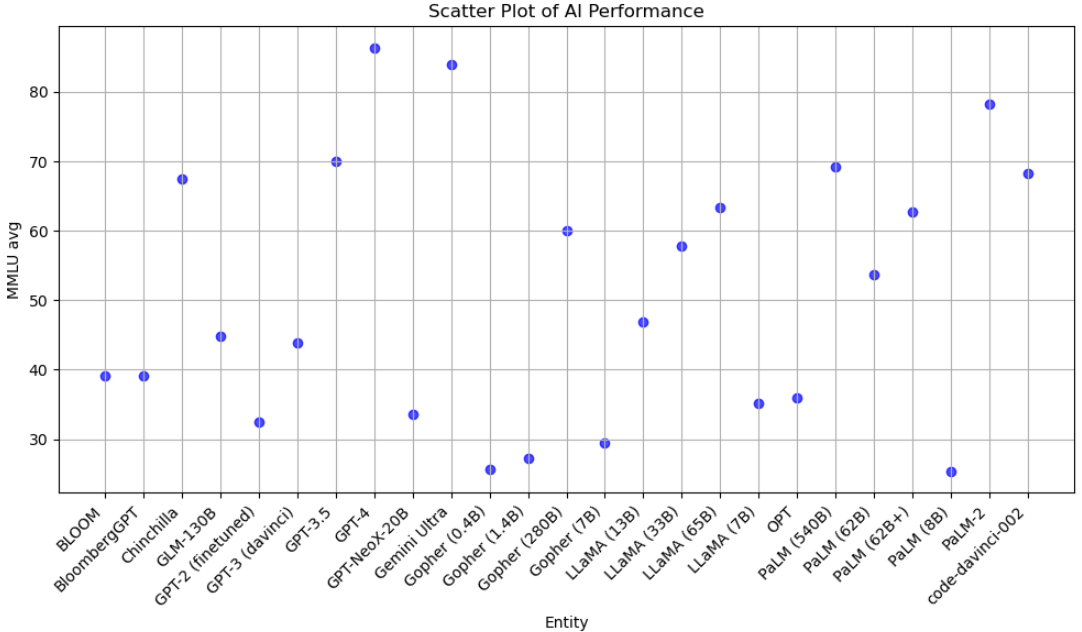 Scatter Plot of AI Performance
MMLU avg
80
70
60
50
40
30
BLOOM
BloombergGPT
Chinchilla
GLM-130B
GPT-2 (finetuned)
GPT-3 (davinci)
GPT-3.5
GPT-4
GPT-NeoX-20B
Gemini Ultra
Gopher (0.4B)
Gopher (1.4B)
Gopher (280B)
Gopher (7B)
LLaMA (13B)
LLaMA (33B)
LLaMA (65B)
LLaMA (7B)
OPT
PaLM (540B)
PaLM (62B)
PaLM (62B+)
PaLM (8B)
PaLM-2
code-davinci-002
Entity